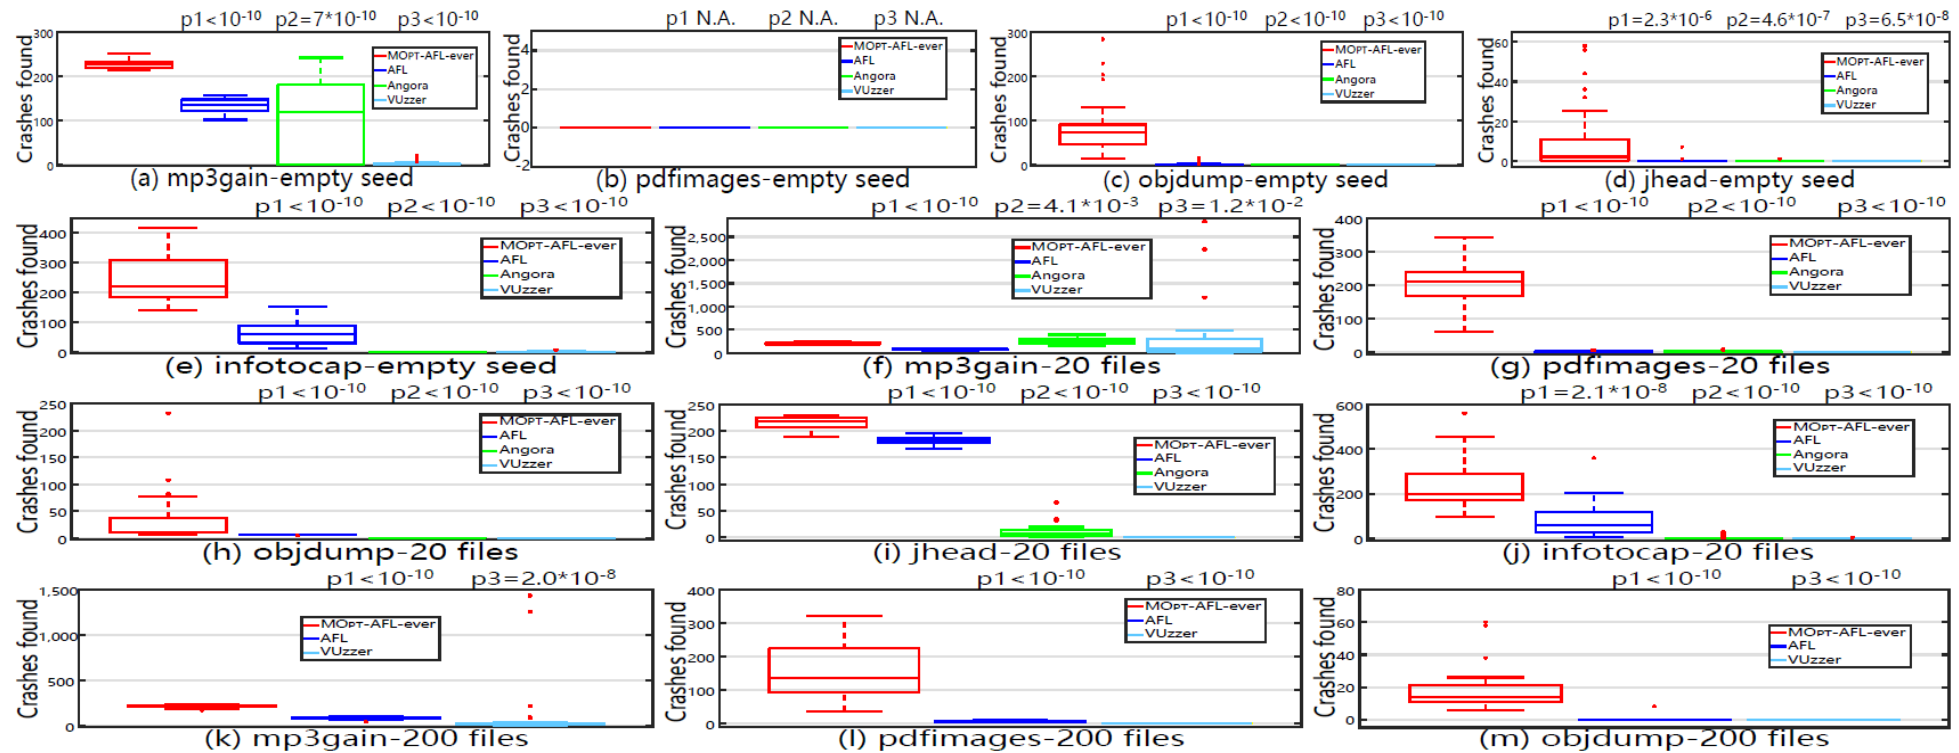 p1<10-10 p2=7*10-10 p3<10-10
Crashes found
300
200
100
0
MOPT-AFL-ever
AFL
Angora
VUzzer
(a) mp3gain-empty seed
p1 N.A. p2 N.A. p3 N.A.
Crashes found
4
2
0
-2
MOPT-AFL-ever
AFL
Angora
VUzzer
(b) pdfimages-empty seed
p1<10-10 p2<10-10 p3<10-10
Crashes found
300
200
100
0
MOPT-AFL-ever
AFL
Angora
VUzzer
(c) objdump-empty seed
p1=2.3*10-6 p2=4.6*10-7 p3=6.5*10-8
Crashes found
60
40
20
0
MOPT-AFL-ever
AFL
Angora
VUzzer
(d) jhead-empty seed
p1<10-10 p2<10-10 p3<10-10
Crashes found
400
300
200
100
0
MOPT-AFL-ever
AFL
Angora
VUzzer
(e) infotocap-empty seed
p1<10-10 p2=4.1*10-3 p3=1.2*10-2
Crashes found
2,500
2,000
1,500
1,000
500
0
MOPT-AFL-ever
AFL
Angora
VUzzer
(f) mp3gain-20 files
p1<10-10 p2<10-10 p3<10-10
Crashes found
400
300
200
100
0
MOPT-AFL-ever
AFL
Angora
VUzzer
(g) pdfimages-20 files
p1<10-10 p2<10-10 p3<10-10
Crashes found
250
200
150
100
50
0
MOPT-AFL-ever
AFL
Angora
VUzzer
(h) objdump-20 files
p1<10-10 p2<10-10 p3<10-10
Crashes found
250
200
150
100
50
0
MOPT-AFL-ever
AFL
Angora
VUzzer
(i) jhead-20 files
p1=2.1*10-8 p2<10-10 p3<10-10
Crashes found
600
400
200
0
MOPT-AFL-ever
AFL
Angora
VUzzer
(j) infotocap-20 files
p1<10-10 p3=2.0*10-8
Crashes found
1,500
1,000
500
0
MOPT-AFL-ever
AFL
VUzzer
(k) mp3gain-200 files
p1<10-10 p3<10-10
Crashes found
400
300
200
100
0
MOPT-AFL-ever
AFL
VUzzer
(l) pdfimages-200 files
p1<10-10 p3<10-10
Crashes found
80
60
40
20
0
MOPT-AFL-ever
AFL
VUzzer
(m) objdump-200 files